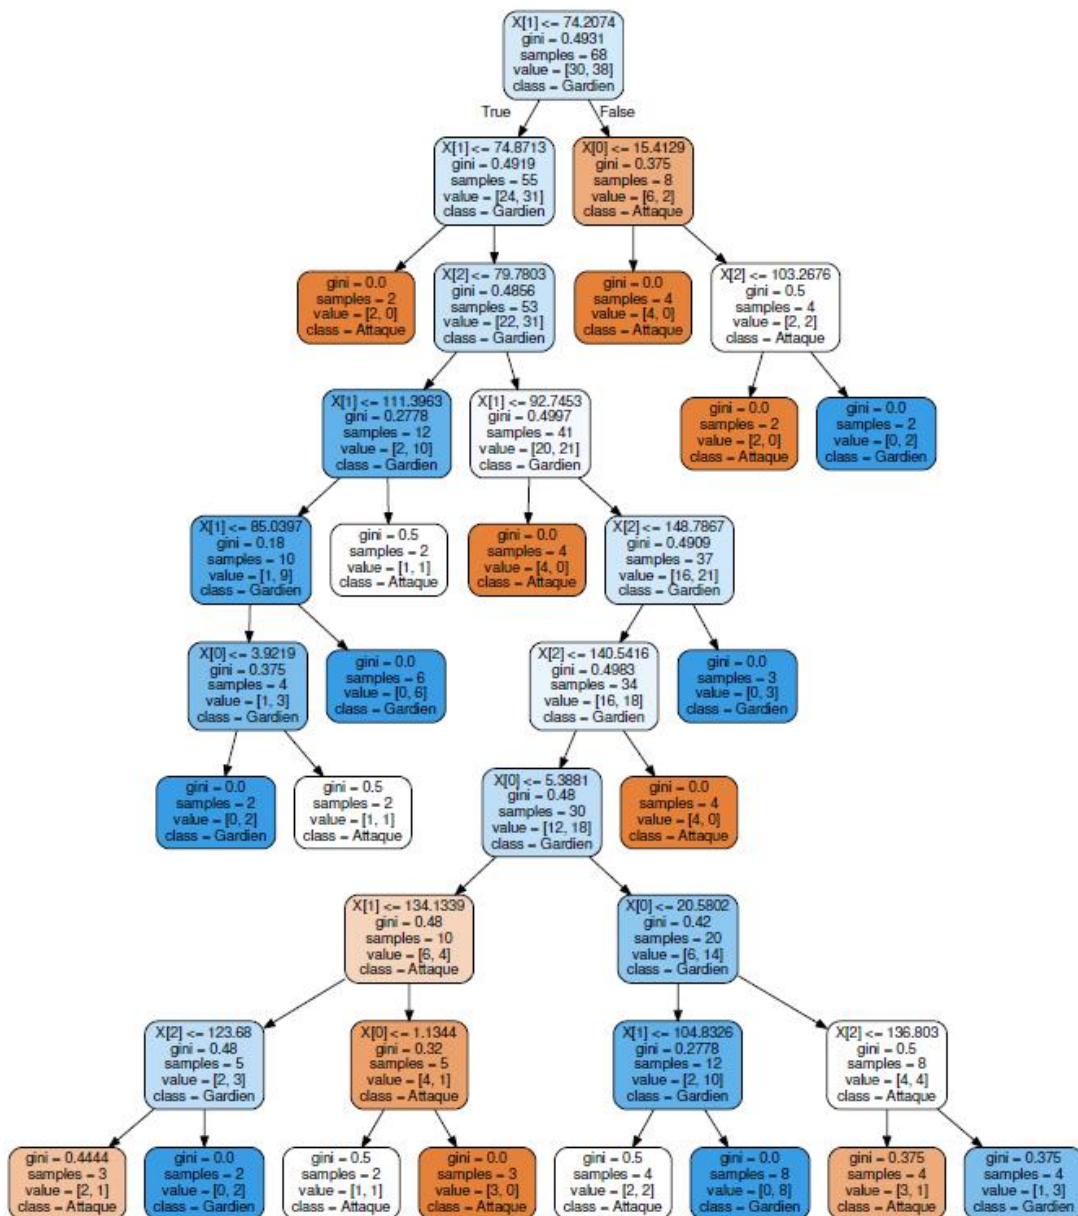 X[1] <= 74.2074
gini = 0.4931
samples = 68
value = [30, 38]
class = Gardien
True
False
X[1] <= 74.8713
gini = 0.4919
samples = 55
value = [24, 31]
class = Gardien
X[0] <= 15.4129
gini = 0.375
samples = 8
value = [6, 2]
class = Attaque
gini = 0.0
samples = 2
value = [2, 0]
class = Attaque
X[2] <= 79.7803
gini = 0.4856
samples = 53
value = [22, 31]
class = Gardien
gini = 0.0
samples = 4
value = [4, 0]
class = Attaque
X[2] <= 103.2676
gini = 0.5
samples = 4
value = [2, 2]
class = Attaque
X[1] <= 111.3963
gini = 0.2778
samples = 12
value = [2, 10]
class = Gardien
X[1] <= 92.7453
gini = 0.4997
samples = 41
value = [20, 21]
class = Gardien
gini = 0.0
samples = 2
value = [2, 0]
class = Attaque
gini = 0.0
samples = 2
value = [0, 2]
class = Gardien
X[1] <= 85.0397
gini = 0.18
samples = 10
value = [1, 9]
class = Gardien
gini = 0.5
samples = 2
value = [1, 1]
class = Attaque
gini = 0.0
samples = 4
value = [4, 0]
class = Attaque
X[2] <= 148.7867
gini = 0.4909
samples = 37
value = [16, 21]
class = Gardien
X[0] <= 3.9219
gini = 0.375
samples = 4
value = [1, 3]
class = Gardien
gini = 0.0
samples = 6
value = [0, 6]
class = Gardien
X[2] <= 140.5416
gini = 0.4983
samples = 34
value = [16, 18]
class = Gardien
gini = 0.0
samples = 3
value = [0, 3]
class = Gardien
gini = 0.0
samples = 2
value = [0, 2]
class = Gardien
gini = 0.5
samples = 2
value = [1, 1]
class = Attaque
X[0] <= 5.3881
gini = 0.48
samples = 30
value = [12, 18]
class = Gardien
gini = 0.0
samples = 4
value = [4, 0]
class = Attaque
X[1] <= 134.1339
gini = 0.48
samples = 10
value = [6, 4]
class = Attaque
X[0] <= 20.5802
gini = 0.42
samples = 20
value = [6, 14]
class = Gardien
X[2] <= 123.68
gini = 0.48
samples = 5
value = [2, 3]
class = Gardien
X[0] <= 1.1344
gini = 0.32
samples = 5
value = [4, 1]
class = Attaque
X[1] <= 104.8326
gini = 0.2778
samples = 12
value = [2, 10]
class = Gardien
X[2] <= 136.803
gini = 0.5
samples = 8
value = [4, 4]
class = Attaque
gini = 0.4444
samples = 3
value = [2, 1]
class = Attaque
gini = 0.0
samples = 2
value = [0, 2]
class = Gardien
gini = 0.5
samples = 2
value = [1, 1]
class = Attaque
gini = 0.0
samples = 3
value = [3, 0]
class = Attaque
gini = 0.5
samples = 4
value = [2, 2]
class = Attaque
gini = 0.0
samples = 8
value = [0, 8]
class = Gardien
gini = 0.375
samples = 4
value = [3, 1]
class = Attaque
gini = 0.375
samples = 4
value = [1, 3]
class = Gardien